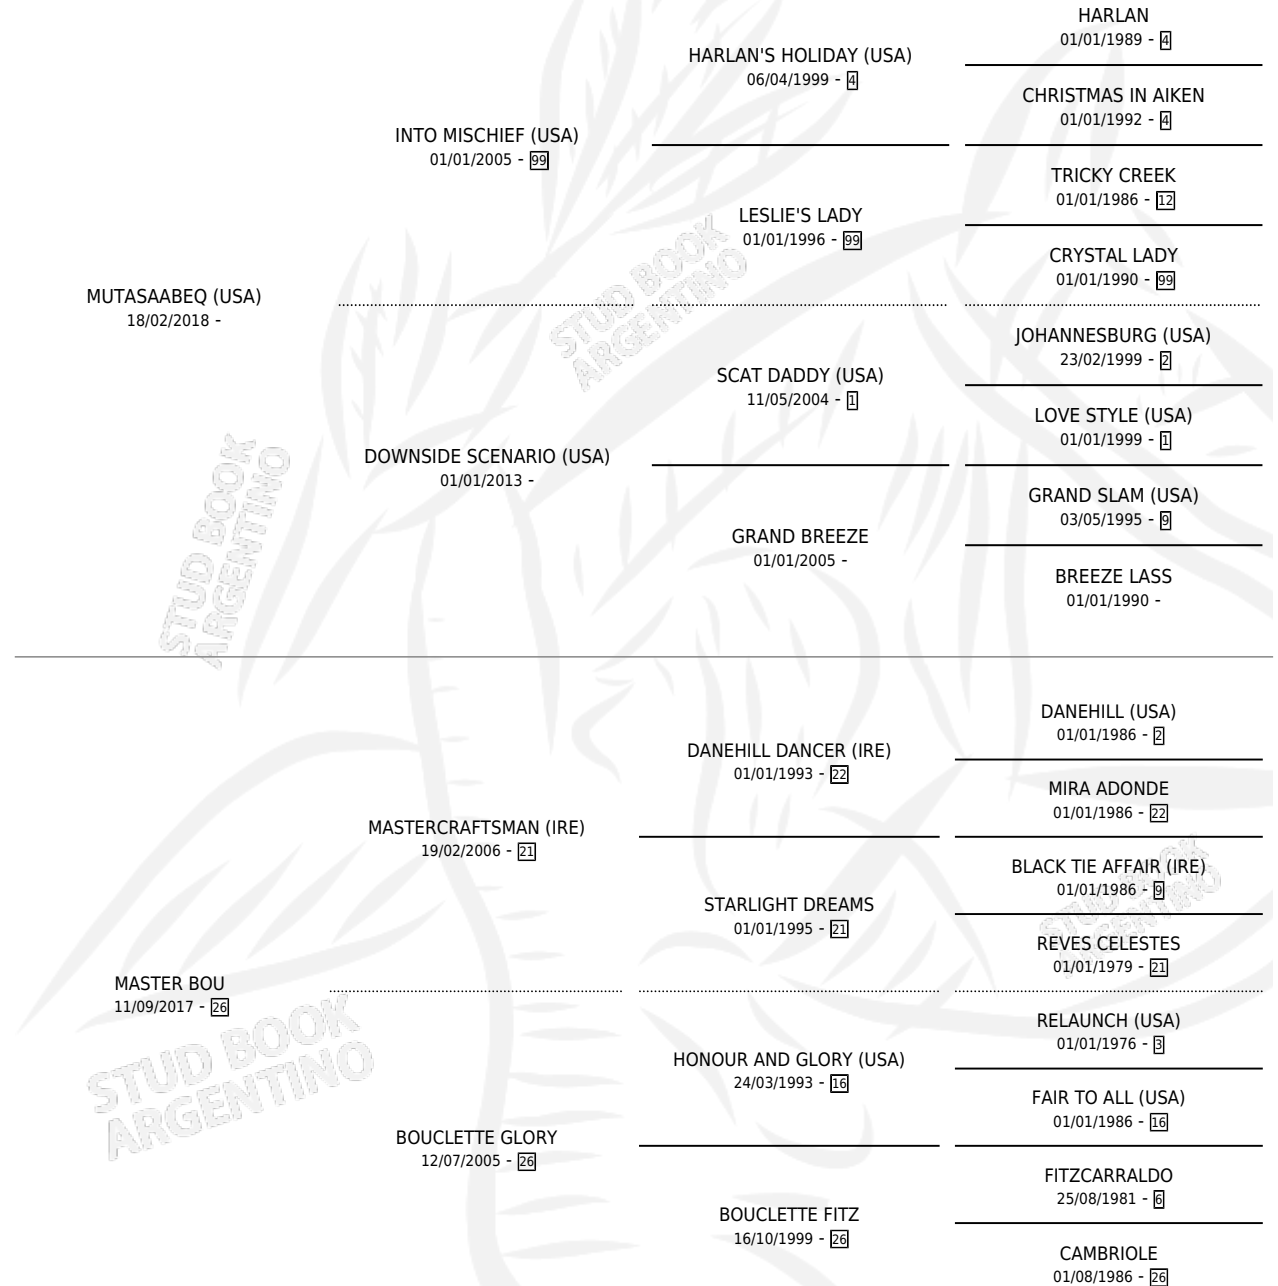 HARLAN
01/01/1989 - 4
HARLAN'S HOLIDAY (USA)
06/04/1999 - 4
CHRISTMAS IN AIKEN
01/01/1992 - 4
INTO MISCHIEF (USA)
01/01/2005 - 99
TRICKY CREEK
01/01/1986 - 12
LESLIE'S LADY
01/01/1996 - 99
CRYSTAL LADY
01/01/1990 - 99
MUTASAABEQ (USA)
18/02/2018 -
JOHANNESBURG (USA)
23/02/1999 - 2
SCAT DADDY (USA)
11/05/2004 - 1
LOVE STYLE (USA)
01/01/1999 - 1
DOWNSIDE SCENARIO (USA)
01/01/2013 -
GRAND SLAM (USA)
03/05/1995 - 9
GRAND BREEZE
01/01/2005 -
BREEZE LASS
01/01/1990 -
DANEHILL (USA)
01/01/1986 - 2
DANEHILL DANCER (IRE)
01/01/1993 - 22
MIRA ADONDE
01/01/1986 - 22
MASTERCRAFTSMAN (IRE)
19/02/2006 - 21
BLACK TIE AFFAIR (IRE)
01/01/1986 - 9
STARLIGHT DREAMS
01/01/1995 - 21
REVES CELESTES
01/01/1979 - 21
MASTER BOU
11/09/2017 - 26
RELAUNCH (USA)
01/01/1976 - 3
HONOUR AND GLORY (USA)
24/03/1993 - 16
FAIR TO ALL (USA)
01/01/1986 - 16
BOUCLETTE GLORY
12/07/2005 - 26
FITZCARRALDO
25/08/1981 - 6
BOUCLETTE FITZ
16/10/1999 - 26
CAMBRIOLE
01/08/1986 - 26
STUD BOOK
ARGENTINO
STUD BOOK
ARGENTINO
STUD BOOK
ARGENTINO
STUD BOOK
ARGENTINO